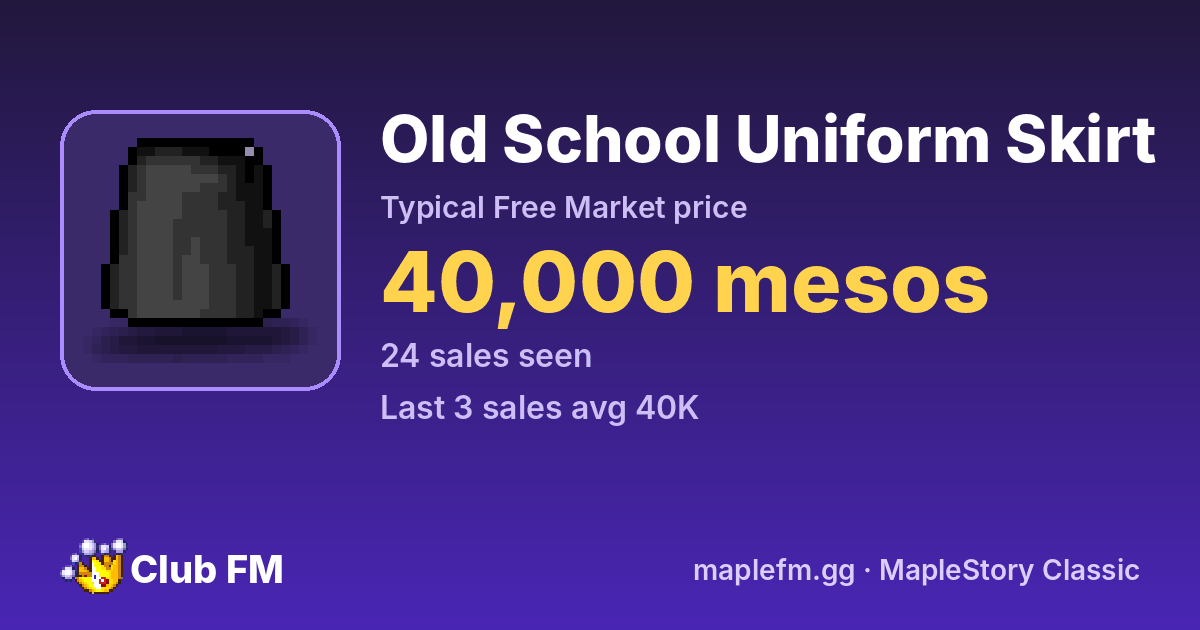 Old School Uniform Skirt
Typical Free Market price
40,000 mesos
24 sales seen
Last 3 sales avg 40K
Club FM
maplefm.gg · MapleStory Classic